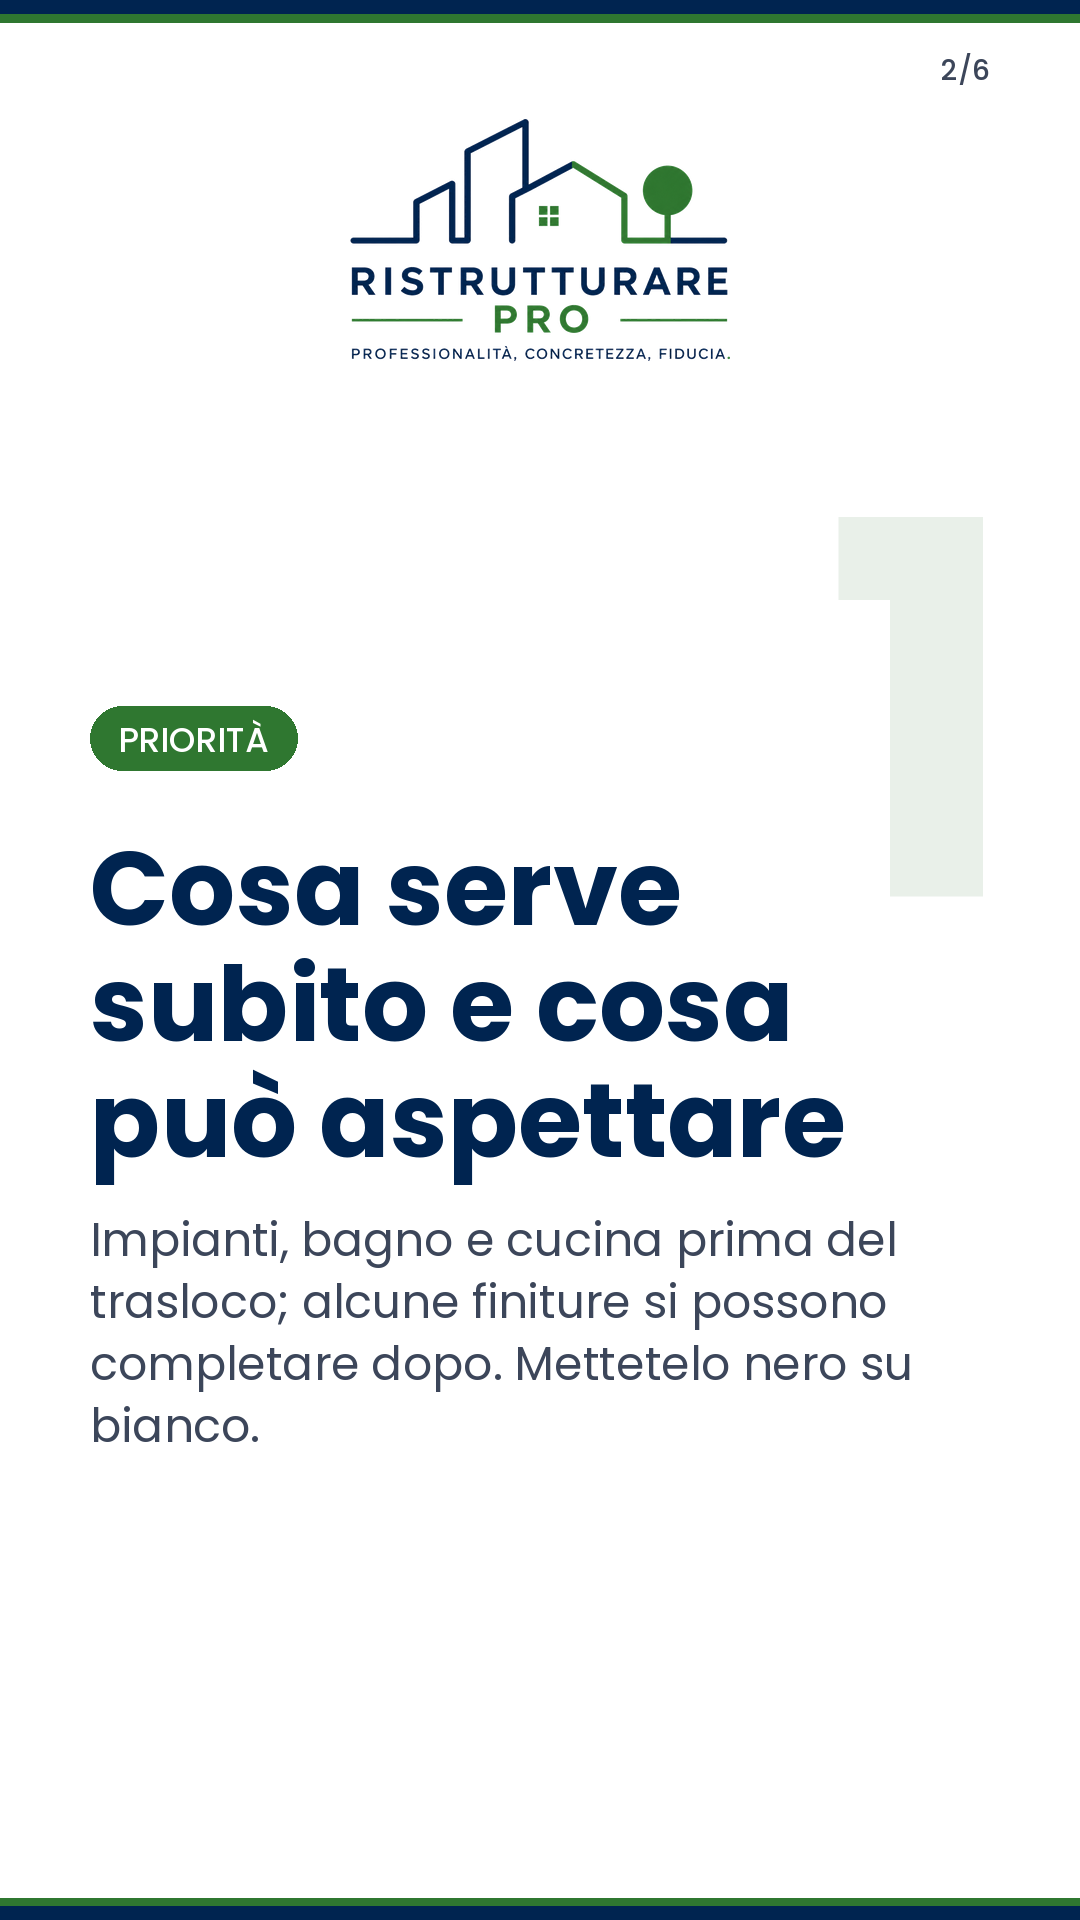 2/6
RISTRUTTURARE
PRO
PROFESSIONALITÀ, CONCRETEZZA, FIDUCIA.
1
PRIORITÀ
Cosa serve
subito e cosa
può aspettare
Impianti, bagno e cucina prima del
trasloco; alcune finiture si possono
completare dopo. Mettetelo nero su
bianco.